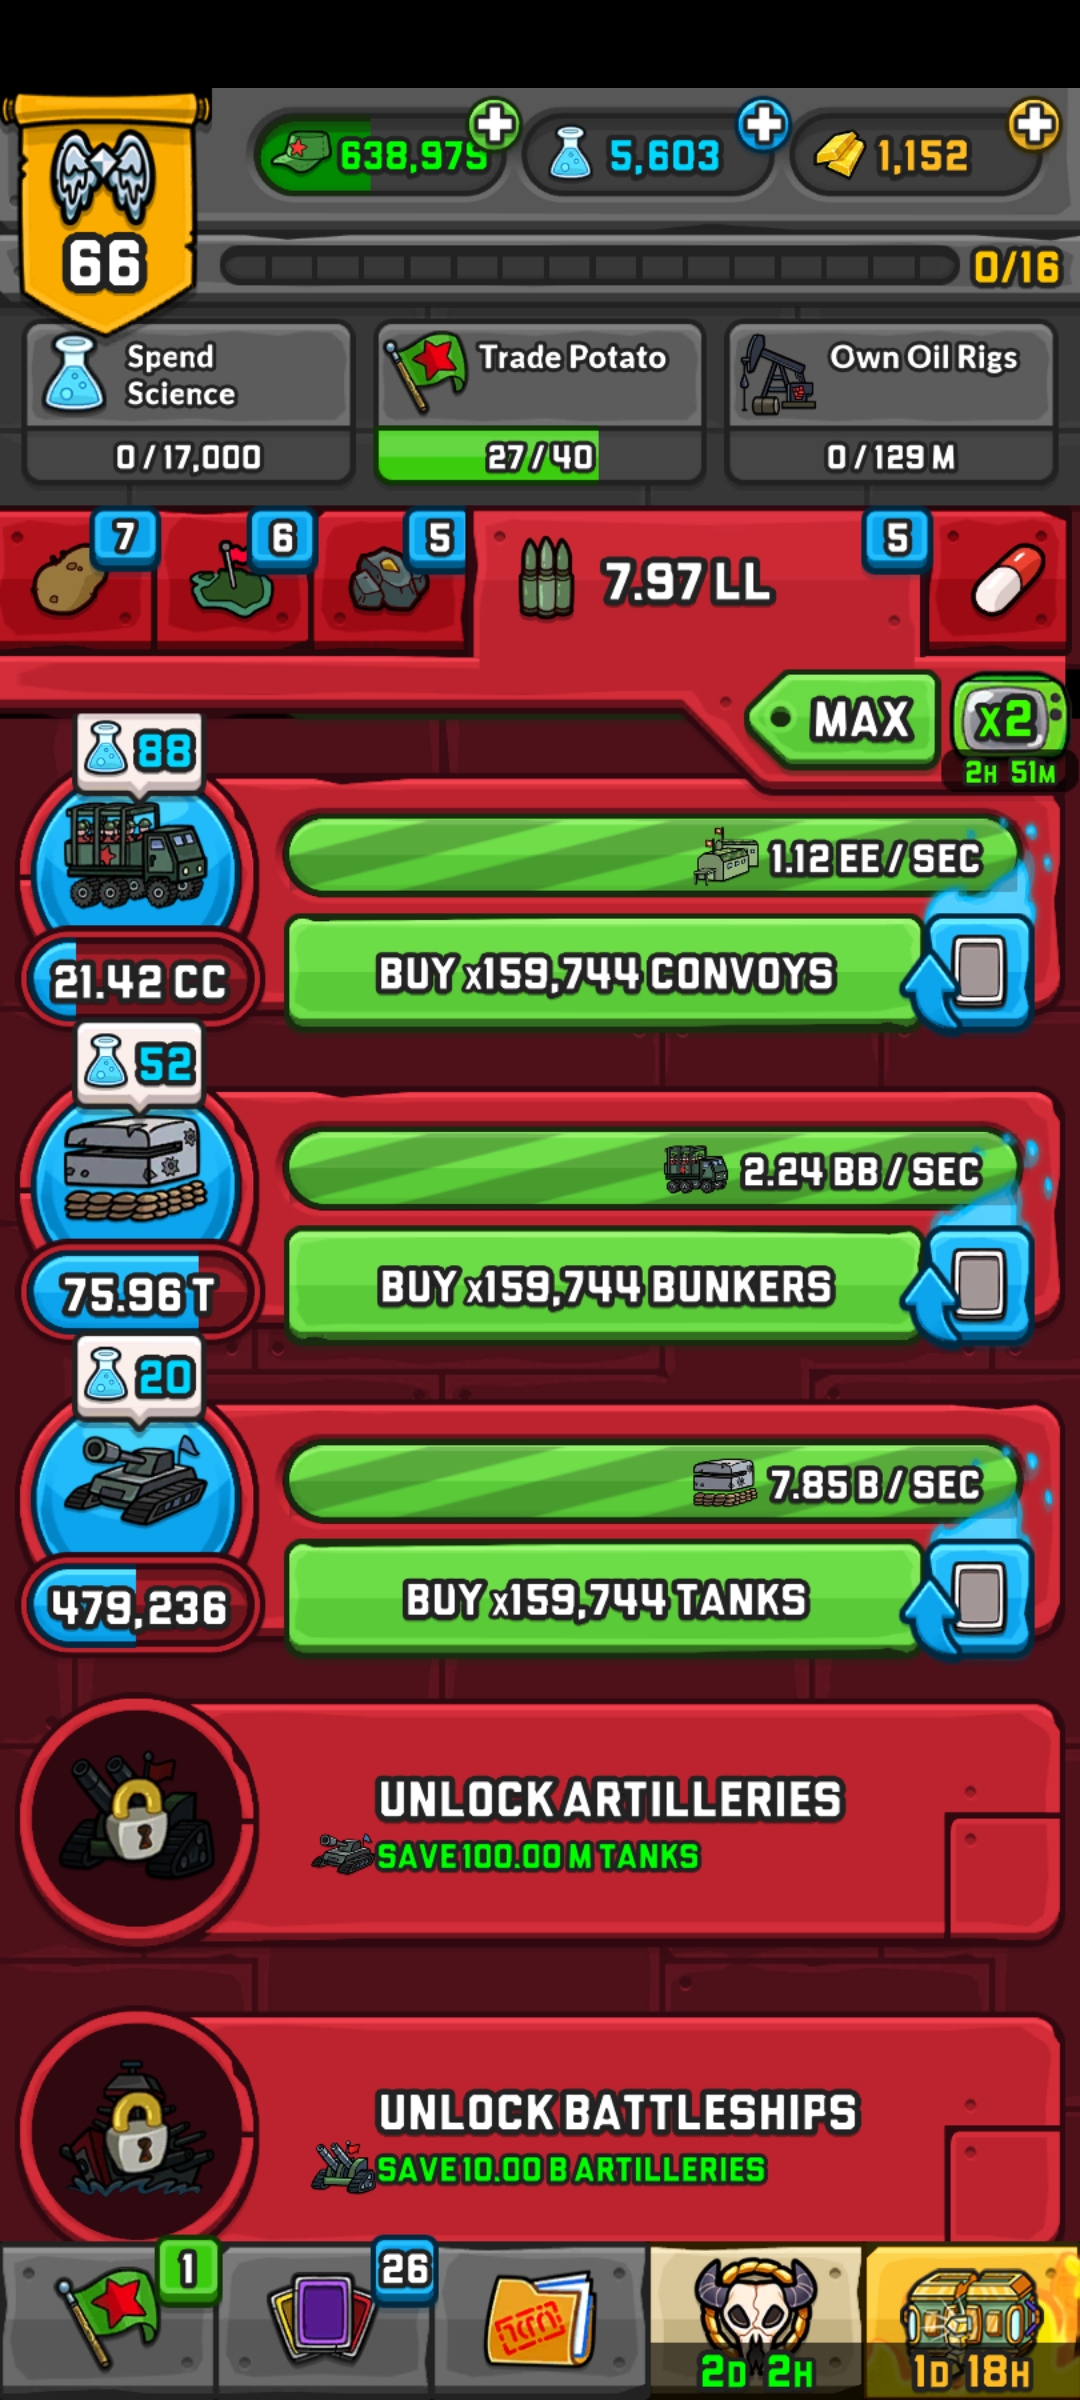 638,975
5,603
1,152
66
0/16
Spend
Science
0/17,000
Trade Potato
27/40
Own Oil Rigs
0/129 M
7
6
5
7.97 LL
5
MAX
x2
2H 51M
88
1.12 EE/SEC
21.42 CC
BUY x159,744 CONVOYS
52
2.24 BB/SEC
75.96 T
BUY x159,744 BUNKERS
20
7.85 B/SEC
479,236
BUY x159,744 TANKS
UNLOCK ARTILLERIES
SAVE 100.00 M TANKS
UNLOCK BATTLESHIPS
SAVE 10.00 B ARTILLERIES
1
26
2D 2H
1D 18H